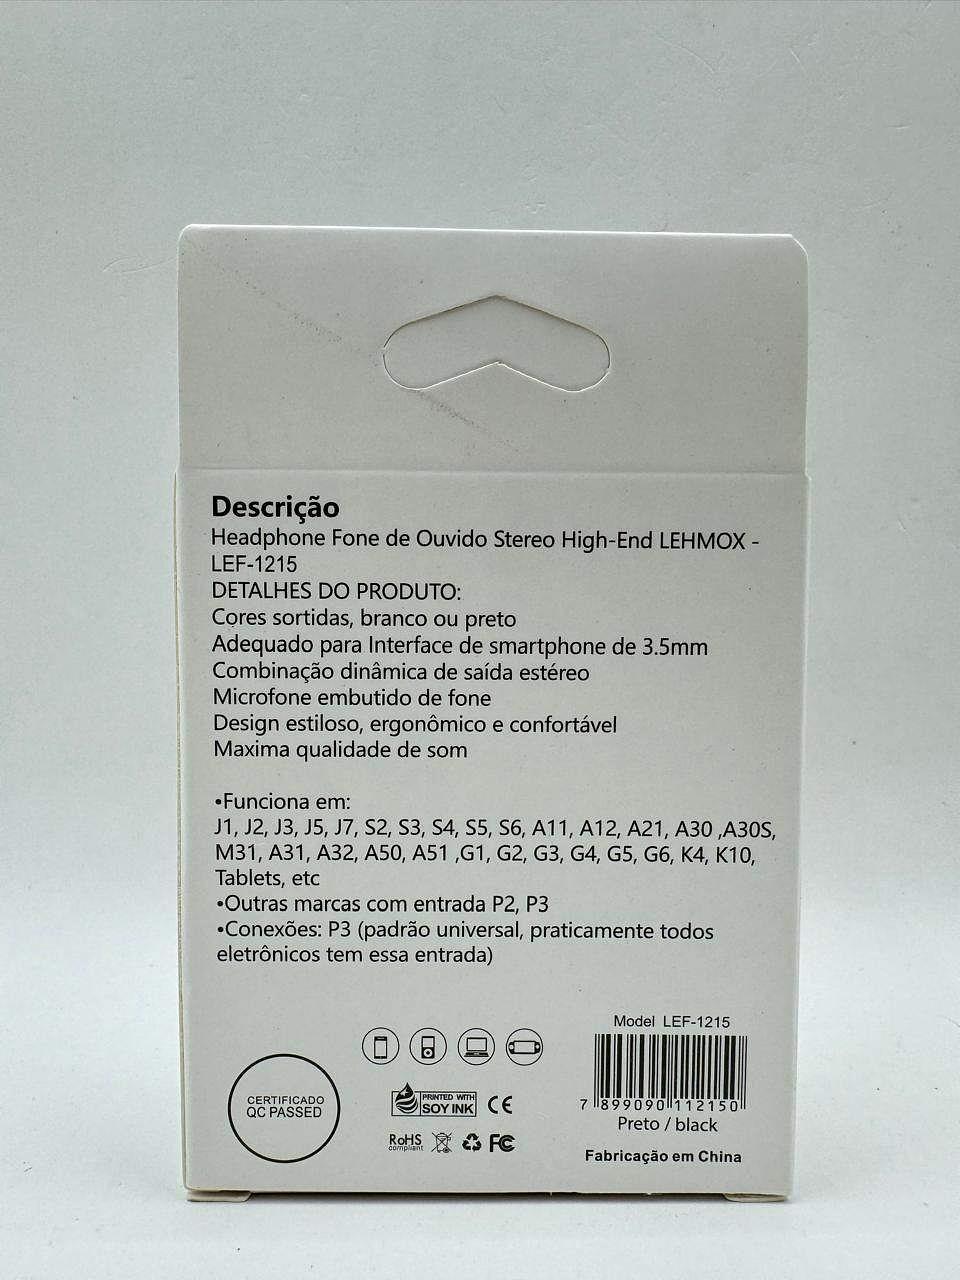 Descrição
Headphone Fone de Ouvido Stereo High-End LEHMOX -
LEF-1215
DETALHES DO PRODUTO:
Cores sortidas, branco ou preto
Adequado para Interface de smartphone de 3.5mm
Combinação dinâmica de saída estéreo
Microfone embutido de fone
Design estiloso, ergonômico e confortável
Maxima qualidade de som
•Funciona em:
J1, J2, J3, J5, J7, S2, S3, S4, S5, S6, A11, A12, A21, A30 ,A30S,
M31, A31, A32, A50, A51 ,G1, G2, G3, G4, G5, G6, K4, K10,
Tablets, etc
•Outras marcas com entrada P2, P3
•Conexões: P3 (padrão universal, praticamente todos
eletrônicos tem essa entrada)
CERTIFICADO
QC PASSED
PRINTED WITH
SOY INK
CE
RoHS
compliant
FC
Model LEF-1215
7 899090 112150
Preto / black
Fabricação em China